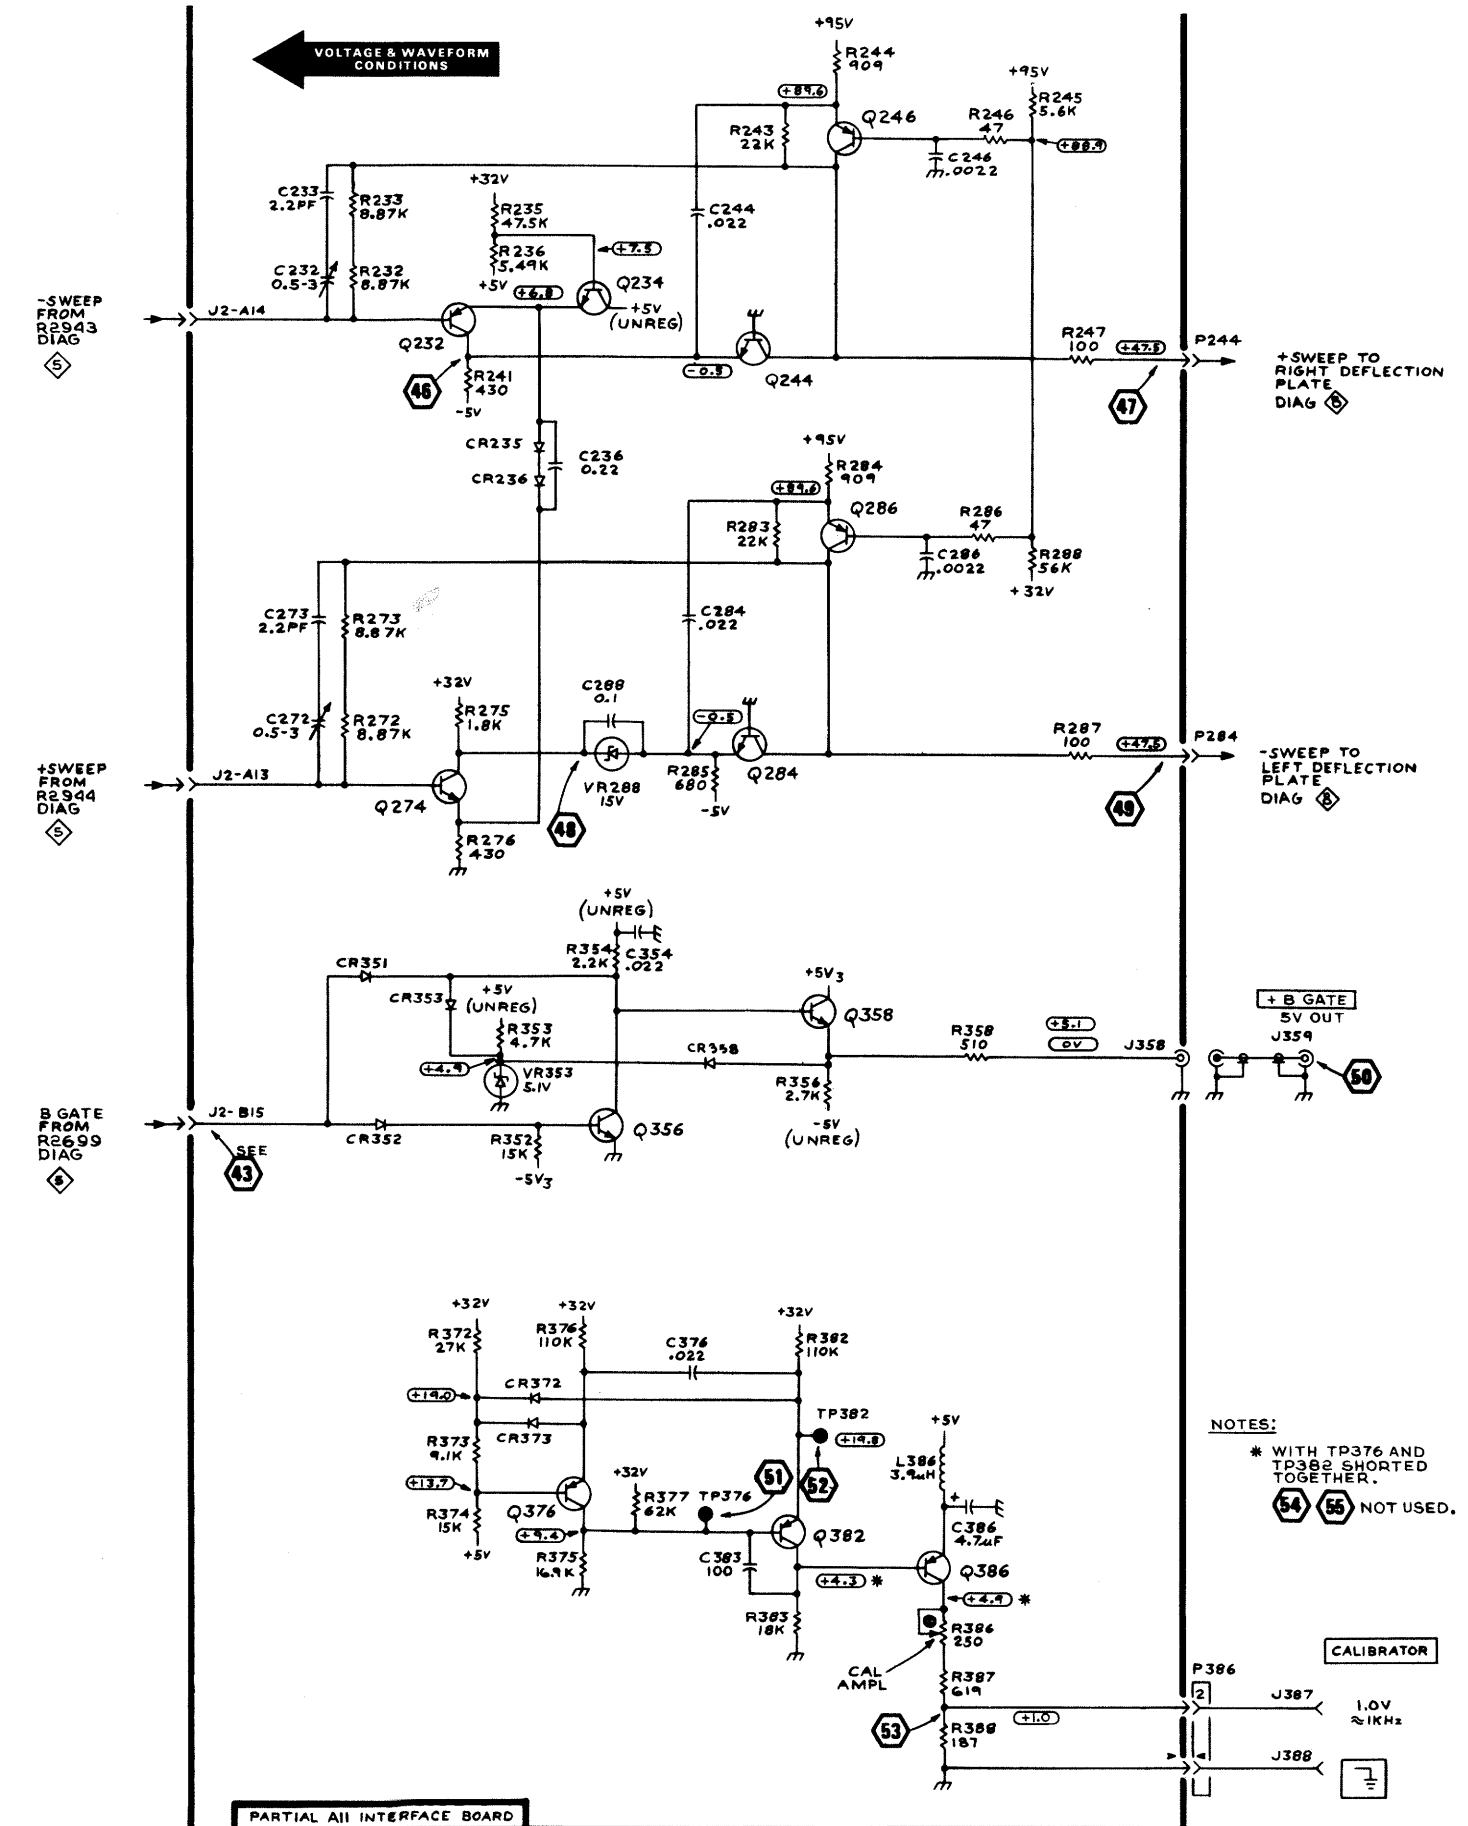 VOLTAGE & WAVEFORM
CONDITIONS
+95V
R244
909
+89.6
+95V
R245
5.6K
R246
47
+88.9
Q246
R243
22K
C246
.0022
C233
2.2PF
R233
8.87K
+32V
R235
47.5K
C244
.022
R236
5.49K
+7.5
C232
0.5-3
R232
8.87K
+5V
+6.8
Q234
+5V
(UNREG)
-SWEEP
FROM
R2943
DIAG
5
J2-A14
Q232
-0.5
Q244
R247
100
+47.5
P244
+SWEEP TO
RIGHT DEFLECTION
PLATE
DIAG 8
46
R241
430
-5V
47
CR235
CR236
C236
0.22
+95V
R284
909
+89.6
Q286
R286
47
R283
22K
C286
.0022
R288
56K
+32V
C273
2.2PF
R273
8.87K
C284
.022
+32V
R275
1.8K
C288
0.1
-0.5
C272
0.5-3
R272
8.87K
R287
100
+47.5
P284
+SWEEP
FROM
R2944
DIAG
5
J2-A13
Q274
VR288
15V
R285
680
-5V
Q284
-SWEEP TO
LEFT DEFLECTION
PLATE
DIAG 8
R276
430
48
49
+5V
(UNREG)
R354
2.2K
C354
.022
CR351
CR353
+5V
(UNREG)
R353
4.7K
+4.9
VR353
5.1V
+5V3
Q358
CR358
R356
2.7K
-5V
(UNREG)
R358
510
+5.1
0V
J358
+ B GATE
5V OUT
J359
50
B GATE
FROM
R2699
DIAG
5
J2-B15
SEE
43
CR352
R352
15K
-5V3
Q356
+32V
R372
27K
+32V
R376
110K
C376
.022
+32V
R382
110K
+19.0
CR372
CR373
TP382
+19.8
+5V
R373
9.1K
+13.7
R374
15K
+5V
Q376
+32V
R377
62K
TP376
51
52
L386
3.9uH
+
C386
4.7uF
+9.4
R375
16.9K
C383
100
Q382
+4.3 *
Q386
+4.9 *
R383
18K
R386
250
CAL
AMPL
R387
619
53
+1.0
R388
187
P386
2
J387
J388
CALIBRATOR
1.0V
≈1KHz
NOTES:
* WITH TP376 AND
TP382 SHORTED
TOGETHER.
54 55 NOT USED.
PARTIAL A11 INTERFACE BOARD